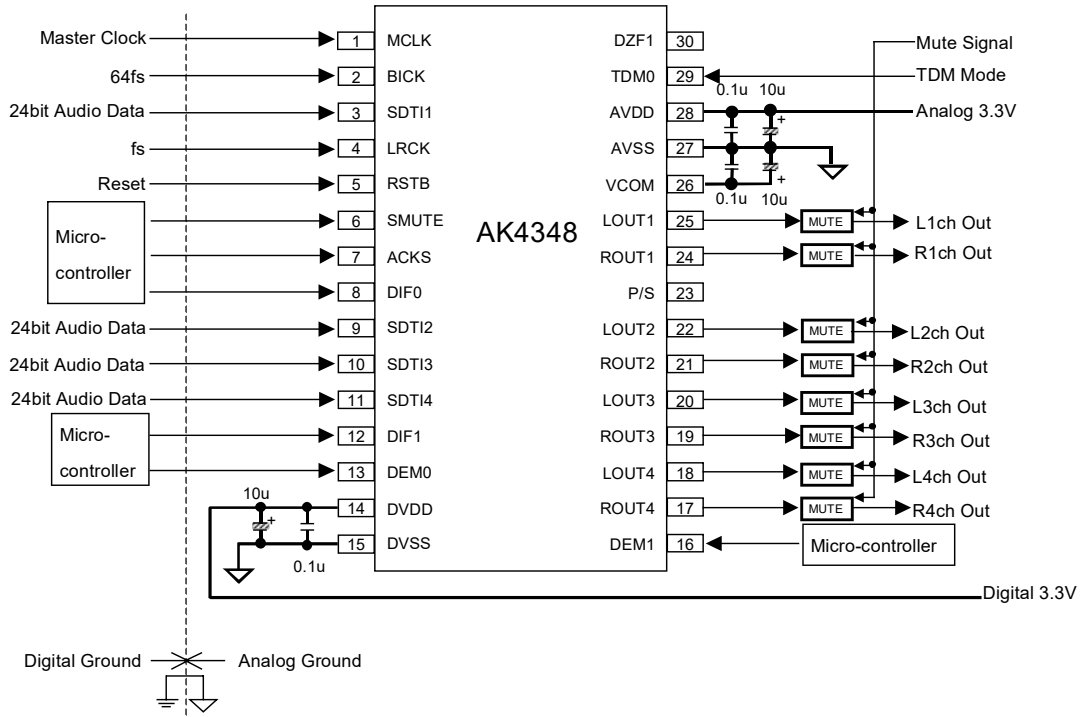 Master Clock 1 MCLK DZF1 30 Mute Signal
64fs 2 BICK TDM0 29 TDM Mode
0.1u 10u
24bit Audio Data 3 SDTI1 AVDD 28 + Analog 3.3V
fs 4 LRCK AVSS 27
Reset 5 RSTB VCOM 26 +
0.1u 10u
6 SMUTE LOUT1 25 MUTE L1ch Out
Micro-
controller
AK4348
7 ACKS ROUT1 24 MUTE R1ch Out
8 DIF0 P/S 23
24bit Audio Data 9 SDTI2 LOUT2 22 MUTE L2ch Out
24bit Audio Data 10 SDTI3 ROUT2 21 MUTE R2ch Out
24bit Audio Data 11 SDTI4 LOUT3 20 MUTE L3ch Out
Micro-
controller
12 DIF1 ROUT3 19 MUTE R3ch Out
13 DEM0 LOUT4 18 MUTE L4ch Out
10u
+ 14 DVDD ROUT4 17 MUTE R4ch Out
15 DVSS DEM1 16 Micro-controller
0.1u
Digital 3.3V
Digital Ground Analog Ground